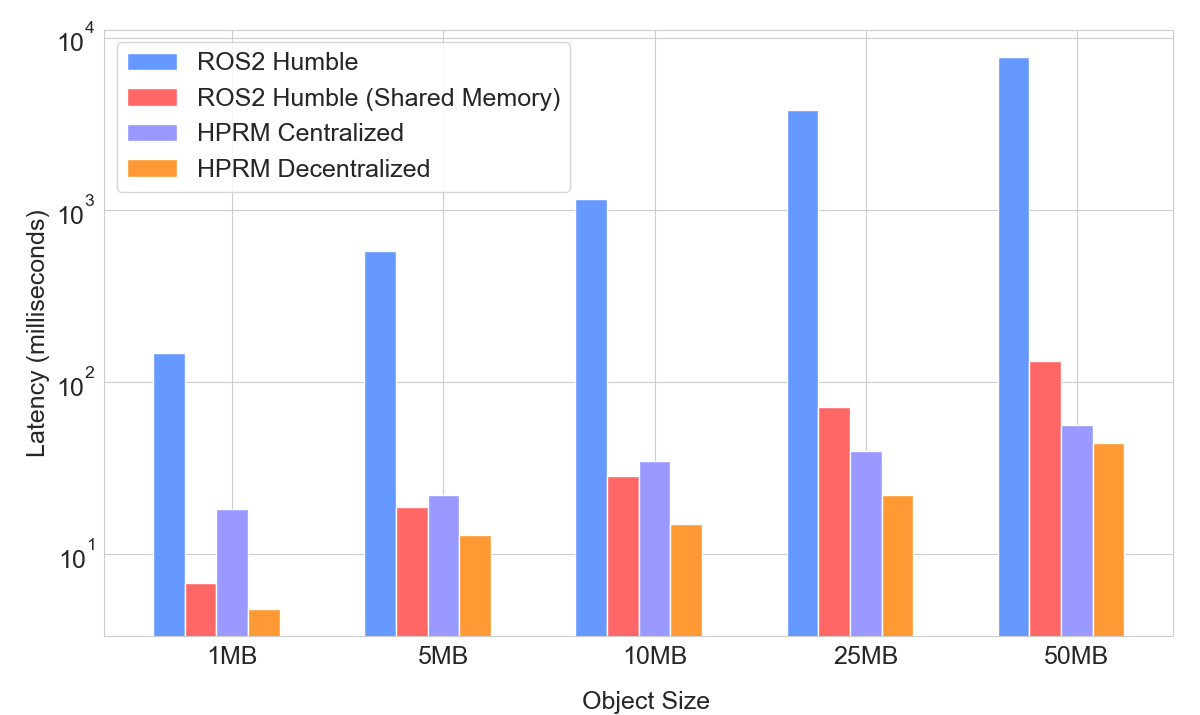 ROS2 Humble
ROS2 Humble (Shared Memory)
HPRM Centralized
HPRM Decentralized
Latency (milliseconds)
10^4
10^3
10^2
10^1
1MB 5MB 10MB 25MB 50MB
Object Size